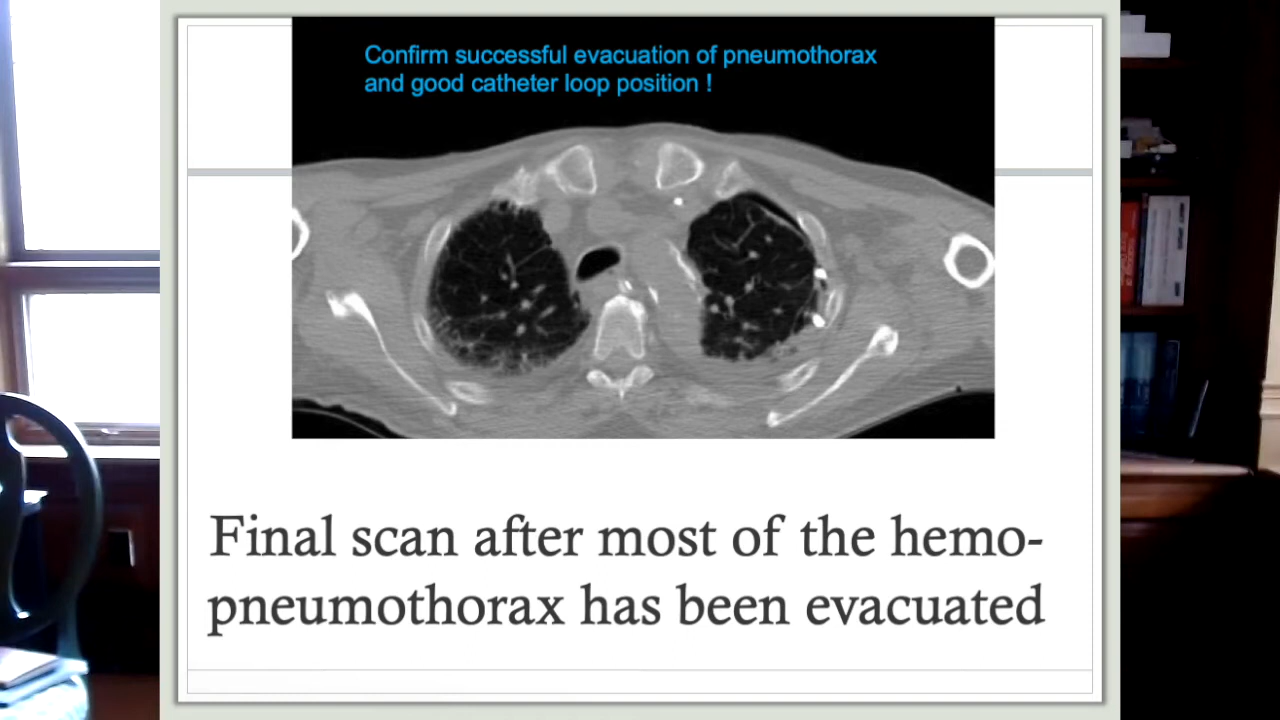 Confirm successful evacuation of pneumothorax
and good catheter loop position !
Final scan after most of the hemo-
pneumothorax has been evacuated